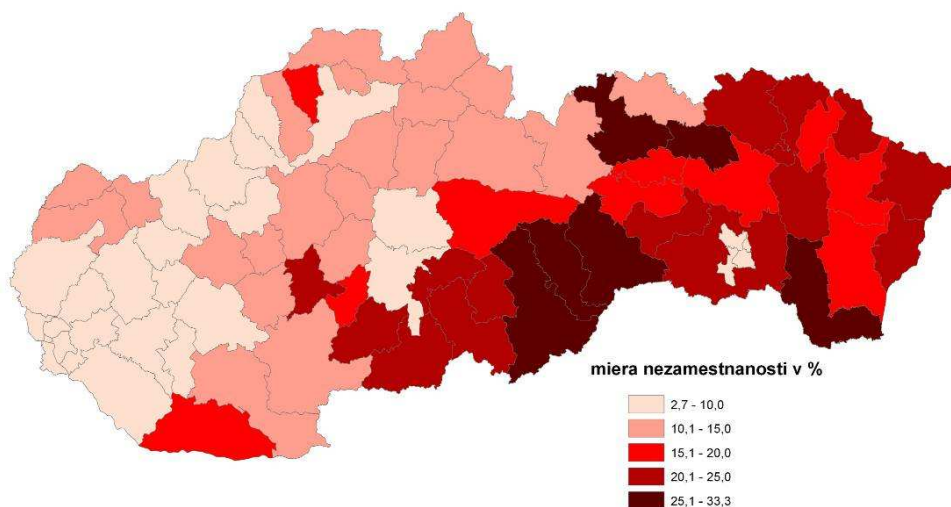 miera nezamestnanosti v %
2,7 - 10,0
10,1 - 15,0
15,1 - 20,0
20,1 - 25,0
25,1 - 33,3